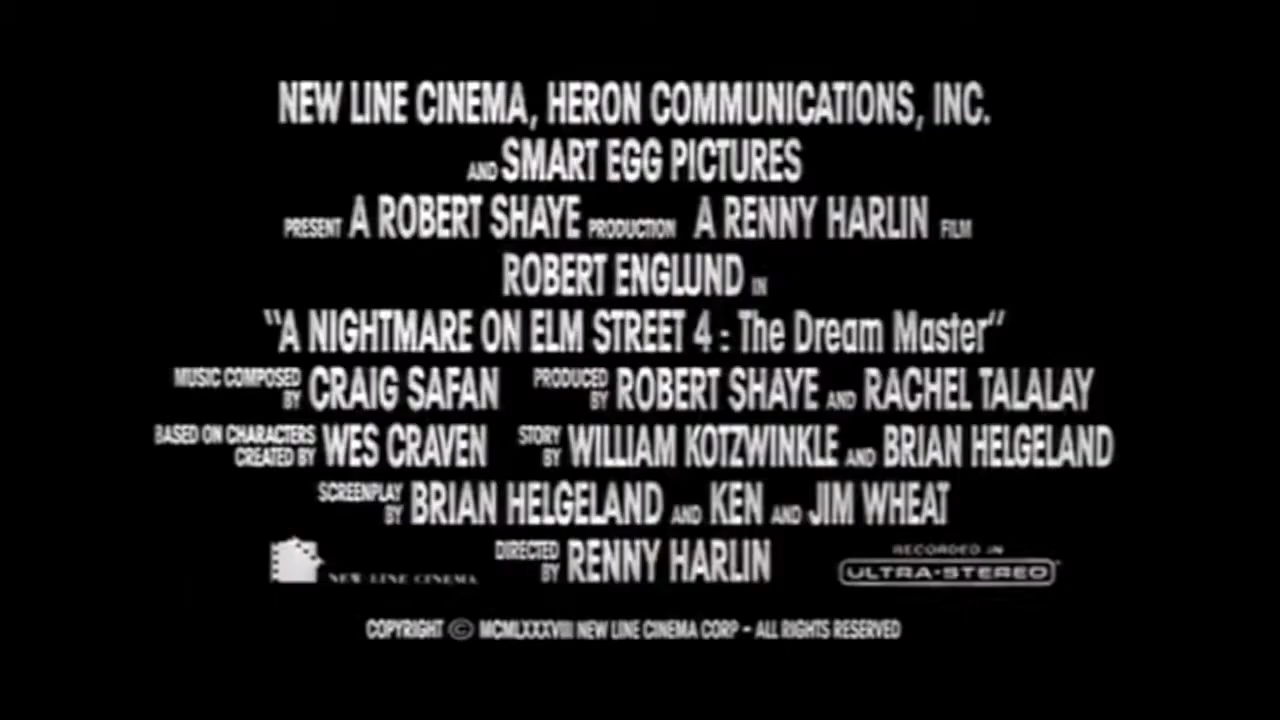 NEW LINE CINEMA, HERON COMMUNICATIONS, INC.
AND SMART EGG PICTURES
PRESENT A ROBERT SHAYE PRODUCTION A RENNY HARLIN FILM
ROBERT ENGLUND IN
"A NIGHTMARE ON ELM STREET 4 : The Dream Master"
MUSIC COMPOSED BY CRAIG SAFAN PRODUCED BY ROBERT SHAYE AND RACHEL TALALAY
BASED ON CHARACTERS CREATED BY WES CRAVEN STORY BY WILLIAM KOTZWINKLE AND BRIAN HELGELAND
SCREENPLAY BY BRIAN HELGELAND AND KEN AND JIM WHEAT
NEW LINE CINEMA DIRECTED BY RENNY HARLIN RECORDED IN ULTRA-STEREO
COPYRIGHT © MCMLXXXVIII NEW LINE CINEMA CORP - ALL RIGHTS RESERVED